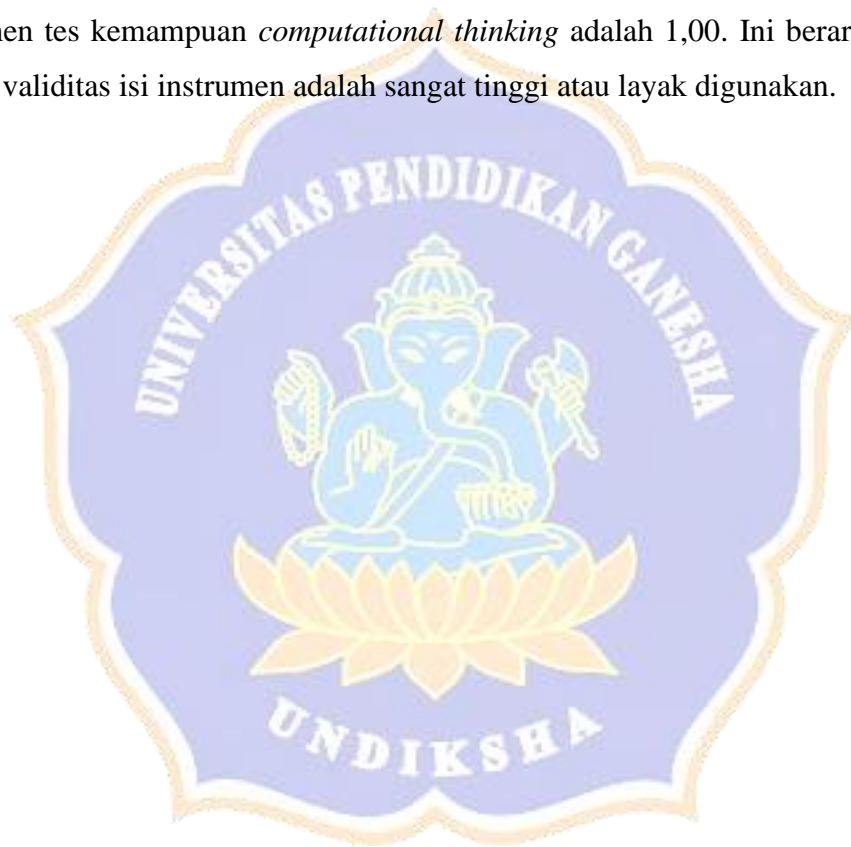 nen tes kemampuan computational thinking adalah 1,00. Ini berar
validitas isi instrumen adalah sangat tinggi atau layak digunakan.
UNIVERSITAS PENDIDIKAN GANESHA
UNDIKSHA